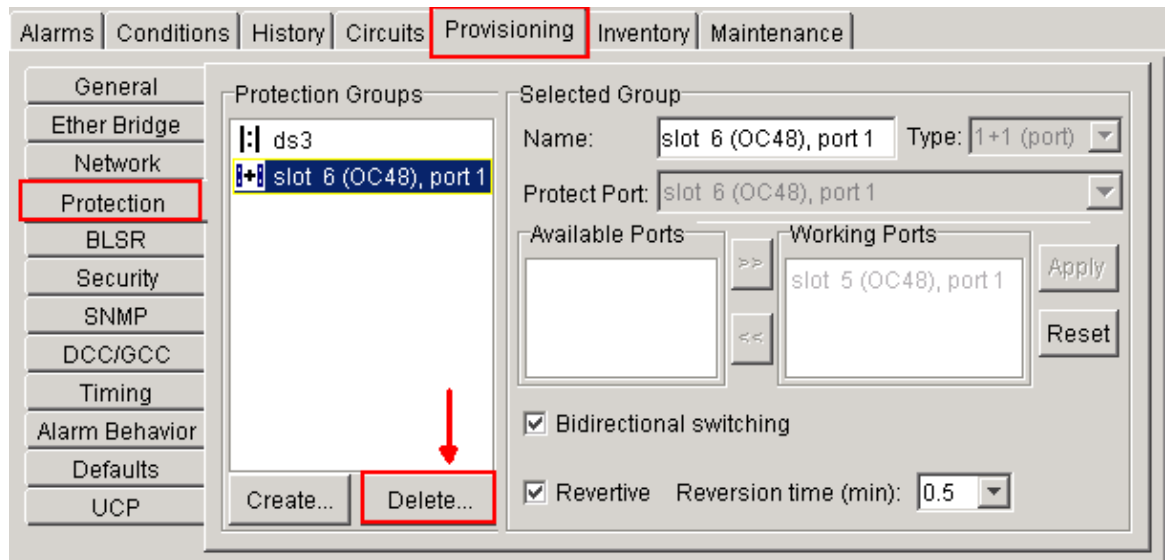 Alarms Conditions History Circuits Provisioning Inventory Maintenance
General
Ether Bridge
Network
Protection
BLSR
Security
SNMP
DCC/GCC
Timing
Alarm Behavior
Defaults
UCP
Protection Groups
ds3
slot 6 (OC48), port 1
Create... Delete...
Selected Group
Name: slot 6 (OC48), port 1 Type: 1+1 (port)
Protect Port: slot 6 (OC48), port 1
Available Ports
>>
<<
Working Ports
slot 5 (OC48), port 1
Apply
Reset
Bidirectional switching
Revertive Reversion time (min): 0.5